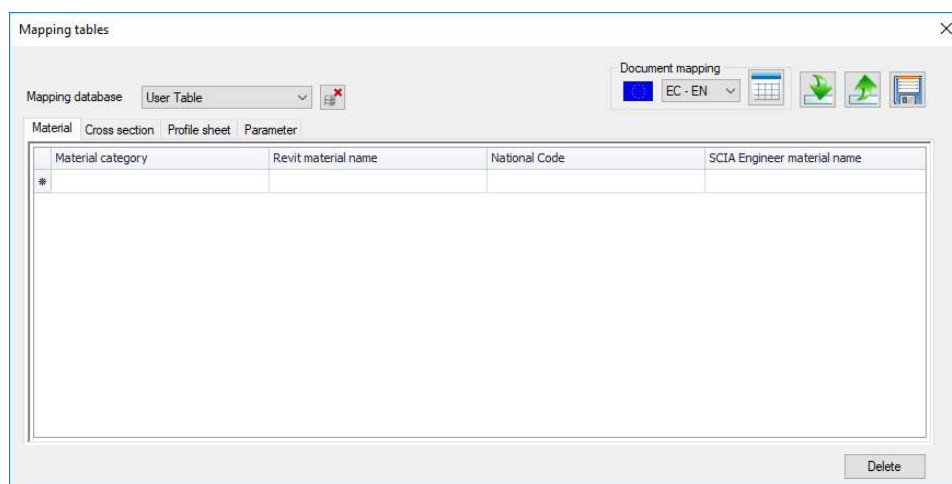 Mapping tables
Document mapping
Mapping database User Table EC - EN
Material Cross section Profile sheet Parameter
Material category Revit material name National Code SCIA Engineer material name
Delete